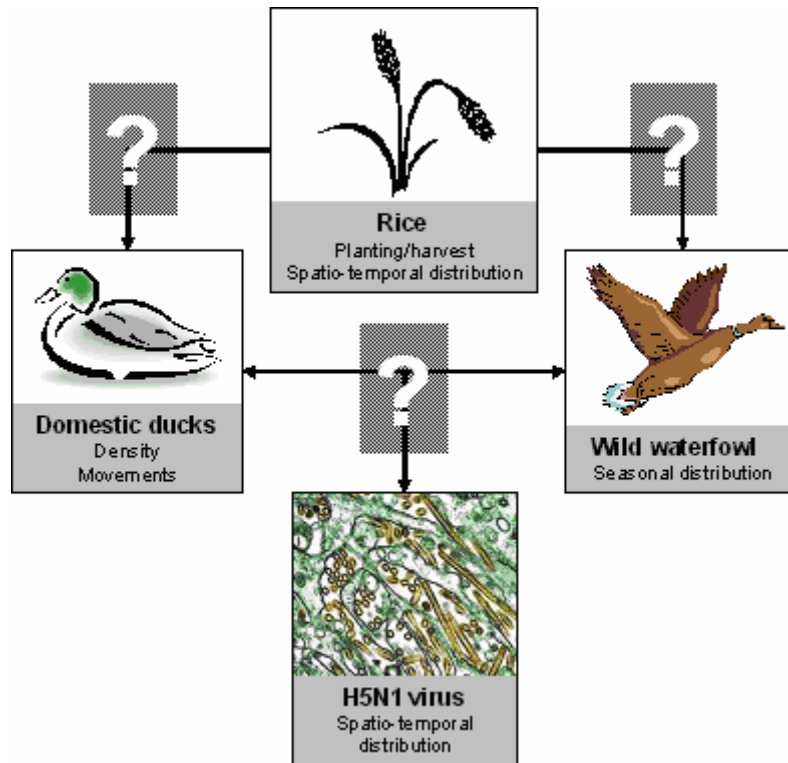 ?
?
Rice
Planting/harvest
Spatio-temporal distribution
?
Domestic ducks
Density
Movements
Wild waterfowl
Seasonal distribution
H5N1 virus
Spatio-temporal
distribution